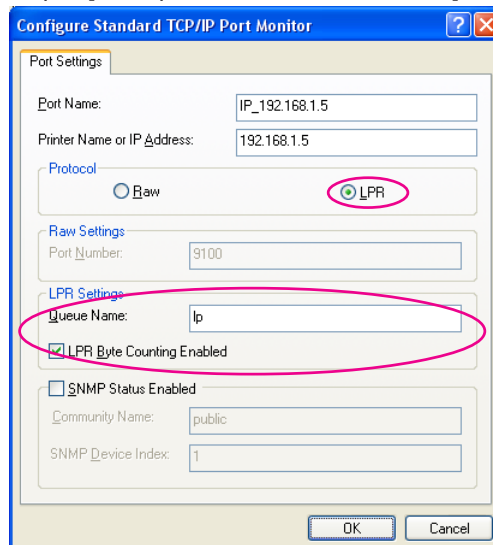 Configure Standard TCP/IP Port Monitor
Port Settings
Port Name: IP_192.168.1.5
Printer Name or IP Address: 192.168.1.5
Protocol
Raw LPR
Raw Settings
Port Number: 9100
LPR Settings
Queue Name: lp
LPR Byte Counting Enabled
SNMP Status Enabled
Community Name: public
SNMP Device Index: 1
OK Cancel